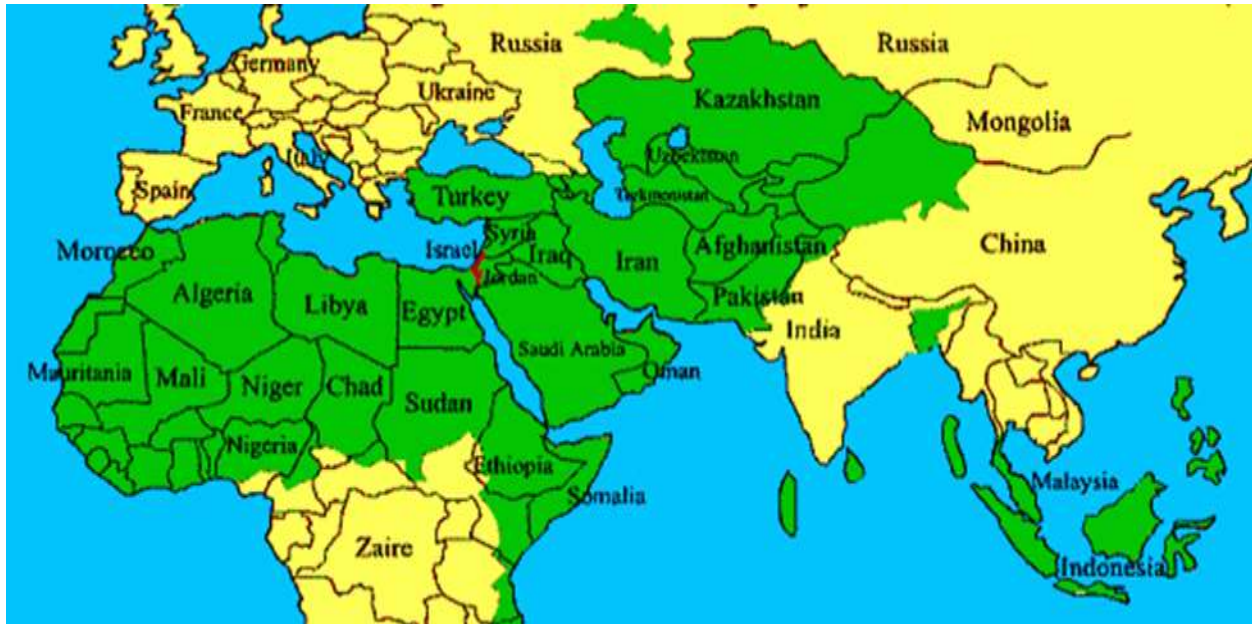 Russia
Russia
Germany
Ukraine
Kazakhstan
France
Mongolia
Italy
Uzbekistan
Spain
Turkey
Turkmonistan
Morocco
Israel
Syria
Iraq
Iran
Afghanistan
China
Jordan
Algeria
Libya
Egypt
Pakistan
India
Saudi Arabia
Oman
Mauritania
Mali
Niger
Chad
Sudan
Nigeria
Ethiopia
Somalia
Malaysia
Zaire
Indonesia